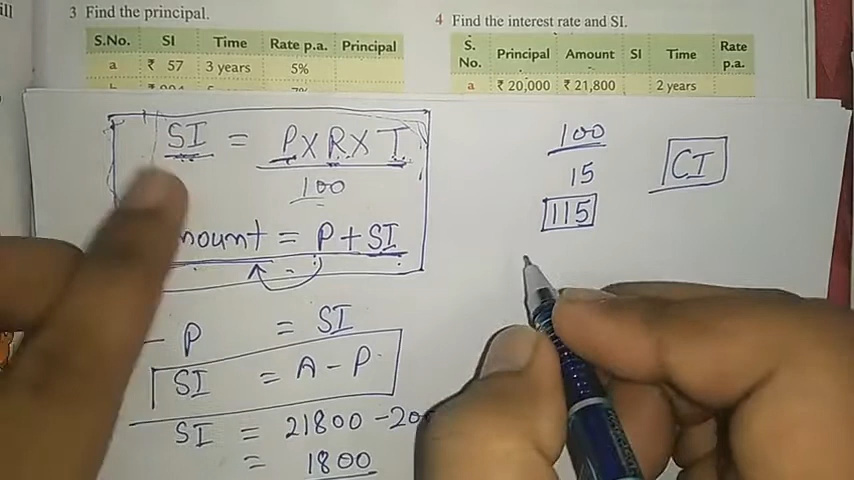 3 Find the principal.
S.No. SI Time Rate p.a. Principal
a ₹ 57 3 years 5%
4 Find the interest rate and SI.
S. No. Principal Amount SI Time Rate p.a.
a ₹ 20,000 ₹ 21,800 2 years
SI = P X R X T
100
mount = P + SI
- P = SI
SI = A - P
SI = 21800 - 20
= 1800
100
15
115
CI